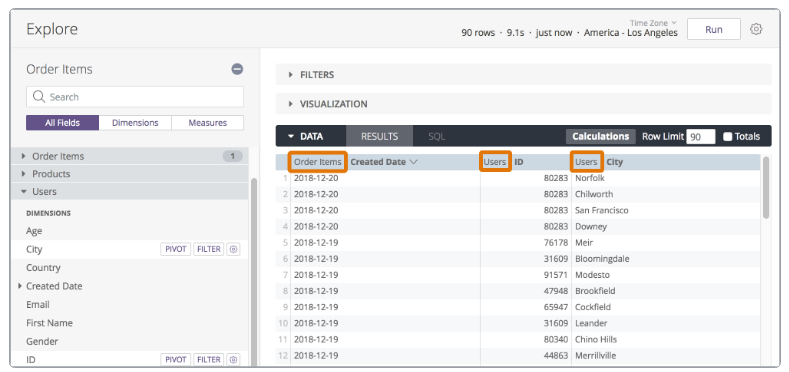 Explore
Time Zone
90 rows · 9.1s · just now · America - Los Angeles
Run
Order Items
Search
All Fields Dimensions Measures
Order Items 1
Products
Users
DIMENSIONS
Age
City PIVOT FILTER
Country
Created Date
Email
First Name
Gender
ID PIVOT FILTER
FILTERS
VISUALIZATION
DATA RESULTS SQL Calculations Row Limit 90 Totals
Order Items Created Date Users ID Users City
1 2018-12-20 80283 Norfolk
2 2018-12-20 80283 Chilworth
3 2018-12-20 80283 San Francisco
4 2018-12-20 80283 Downey
5 2018-12-19 76178 Meir
6 2018-12-19 31609 Bloomingdale
7 2018-12-19 91571 Modesto
8 2018-12-19 47948 Brookfield
9 2018-12-19 65947 Cockfield
10 2018-12-19 31609 Leander
11 2018-12-19 80340 Chino Hills
12 2018-12-19 44863 Merrillville